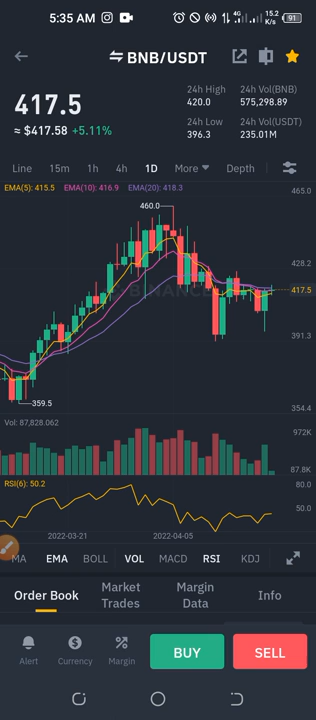 5:35 AM
4G
15.2
K/s
91
BNB/USDT
417.5
≈ $417.58 +5.11%
24h High
420.0
24h Vol(BNB)
575,298.89
24h Low
396.3
24h Vol(USDT)
235.01M
Line 15m 1h 4h 1D More Depth
EMA(5): 415.5 EMA(10): 416.9 EMA(20): 418.3
465.0
460.0
428.2
417.5
BINANCE
391.3
359.5
354.4
Vol: 87,828.062
972K
87.8K
RSI(6): 50.2
80.0
50.0
2022-03-21 2022-04-05
MA EMA BOLL VOL MACD RSI KDJ
Order Book
Market Trades
Margin Data
Info
Alert Currency Margin
BUY SELL